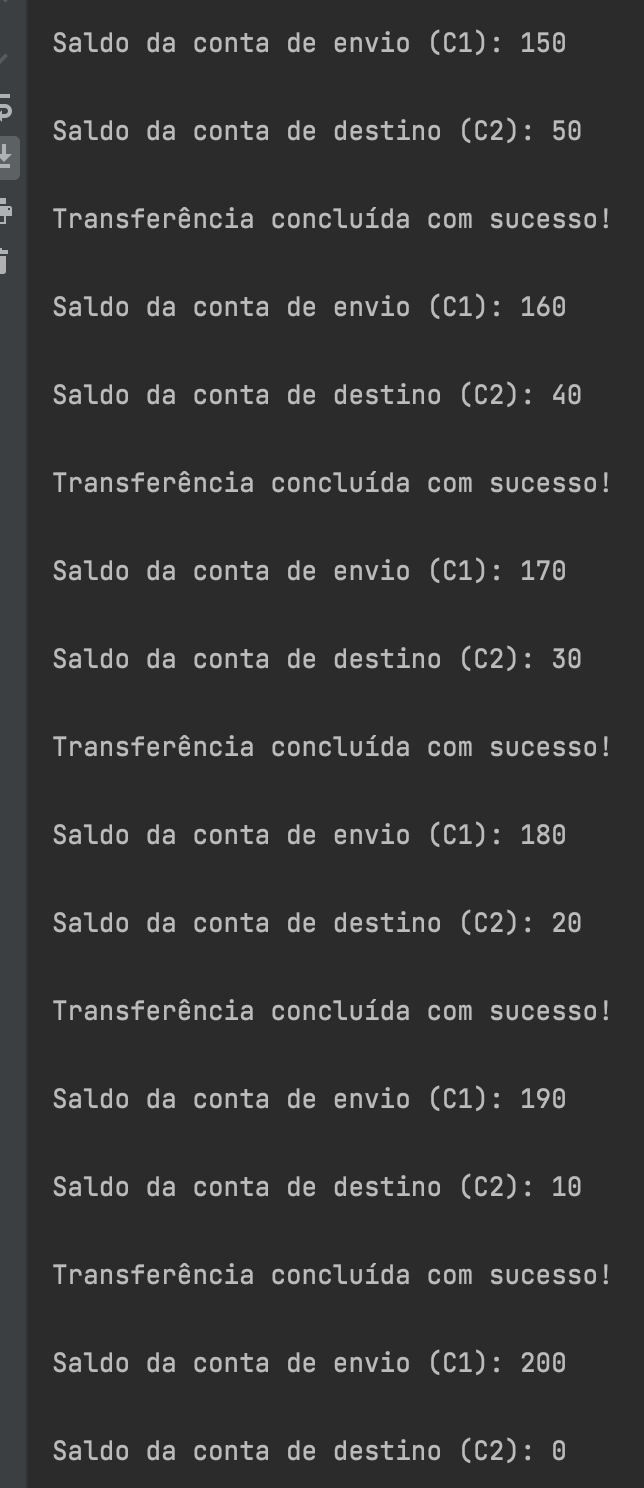 Saldo da conta de envio (C1): 150
Saldo da conta de destino (C2): 50
Transferência concluída com sucesso!
Saldo da conta de envio (C1): 160
Saldo da conta de destino (C2): 40
Transferência concluída com sucesso!
Saldo da conta de envio (C1): 170
Saldo da conta de destino (C2): 30
Transferência concluída com sucesso!
Saldo da conta de envio (C1): 180
Saldo da conta de destino (C2): 20
Transferência concluída com sucesso!
Saldo da conta de envio (C1): 190
Saldo da conta de destino (C2): 10
Transferência concluída com sucesso!
Saldo da conta de envio (C1): 200
Saldo da conta de destino (C2): 0